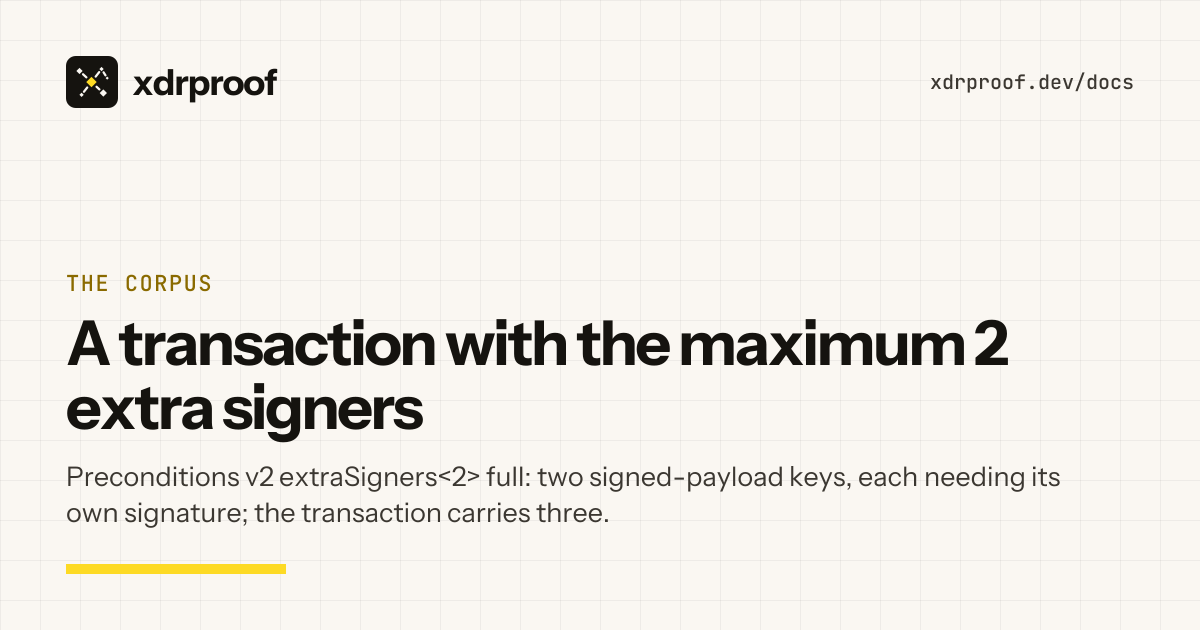 xdrproof
xdrproof.dev/docs
THE CORPUS
A transaction with the maximum 2
extra signers
Preconditions v2 extraSigners<2> full: two signed-payload keys, each needing its
own signature; the transaction carries three.